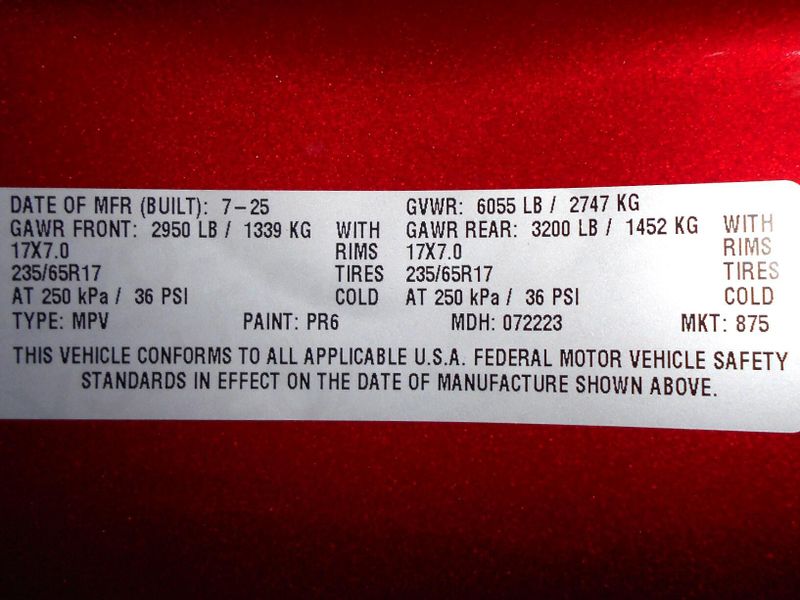 DATE OF MFR (BUILT): 7-25 GVWR: 6055 LB / 2747 KG
GAWR FRONT: 2950 LB / 1339 KG WITH GAWR REAR: 3200 LB / 1452 KG WITH
17X7.0 RIMS 17X7.0 RIMS
235/65R17 TIRES 235/65R17 TIRES
AT 250 kPa / 36 PSI COLD AT 250 kPa / 36 PSI COLD
TYPE: MPV PAINT: PR6 MDH: 072223 MKT: 875
THIS VEHICLE CONFORMS TO ALL APPLICABLE U.S.A. FEDERAL MOTOR VEHICLE SAFETY
STANDARDS IN EFFECT ON THE DATE OF MANUFACTURE SHOWN ABOVE.